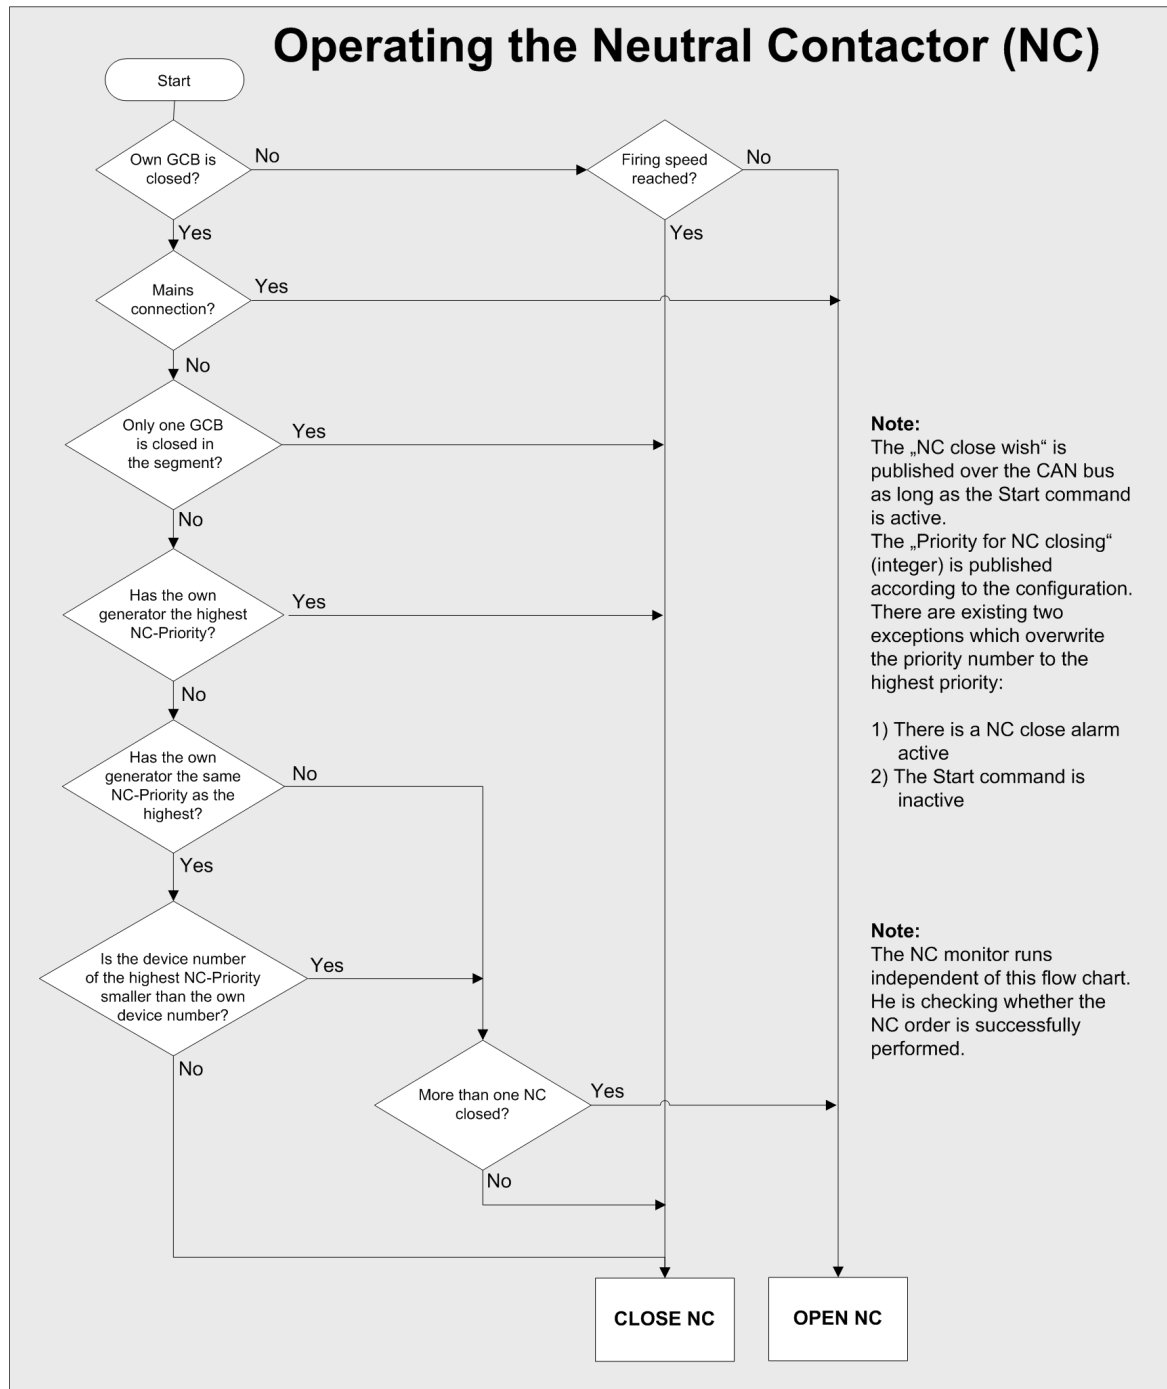 Operating the Neutral Contactor (NC)
Start
Own GCB is
closed?
No
Firing speed
reached?
No
Yes
Yes
Mains
connection?
Yes
No
Only one GCB
is closed in
the segment?
Yes
No
Has the own
generator the highest
NC-Priority?
Yes
No
Has the own
generator the same
NC-Priority as the
highest?
No
Yes
Is the device number
of the highest NC-Priority
smaller than the own
device number?
Yes
No
More than one NC
closed?
Yes
No
CLOSE NC
OPEN NC
Note:
The „NC close wish“ is
published over the CAN bus
as long as the Start command
is active.
The „Priority for NC closing“
(integer) is published
according to the configuration.
There are existing two
exceptions which overwrite
the priority number to the
highest priority:
1) There is a NC close alarm
active
2) The Start command is
inactive
Note:
The NC monitor runs
independent of this flow chart.
He is checking whether the
NC order is successfully
performed.